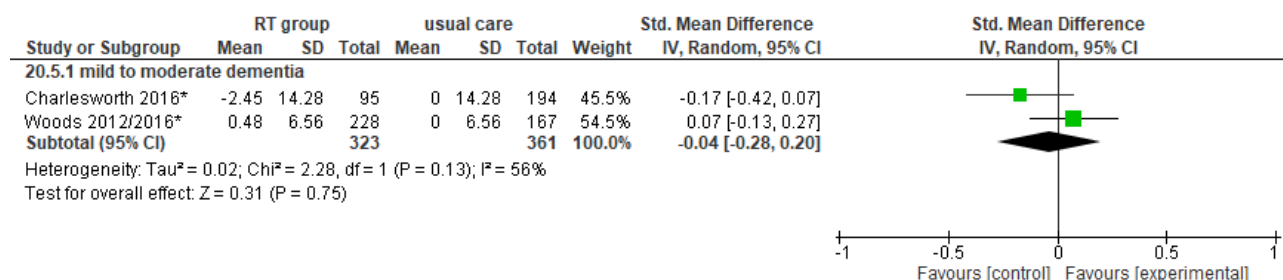 RT group usual care Std. Mean Difference Std. Mean Difference
Study or Subgroup Mean SD Total Mean SD Total Weight IV, Random, 95% CI IV, Random, 95% CI
20.5.1 mild to moderate dementia
Charlesworth 2016* -2.45 14.28 95 0 14.28 194 45.5% -0.17 [-0.42, 0.07]
Woods 2012/2016* 0.48 6.56 228 0 6.56 167 54.5% 0.07 [-0.13, 0.27]
Subtotal (95% CI) 323 361 100.0% -0.04 [-0.28, 0.20]
Heterogeneity: Tau² = 0.02; Chi² = 2.28, df = 1 (P = 0.13); I² = 56%
Test for overall effect: Z = 0.31 (P = 0.75)
-1 -0.5 0 0.5 1
Favours [control] Favours [experimental]